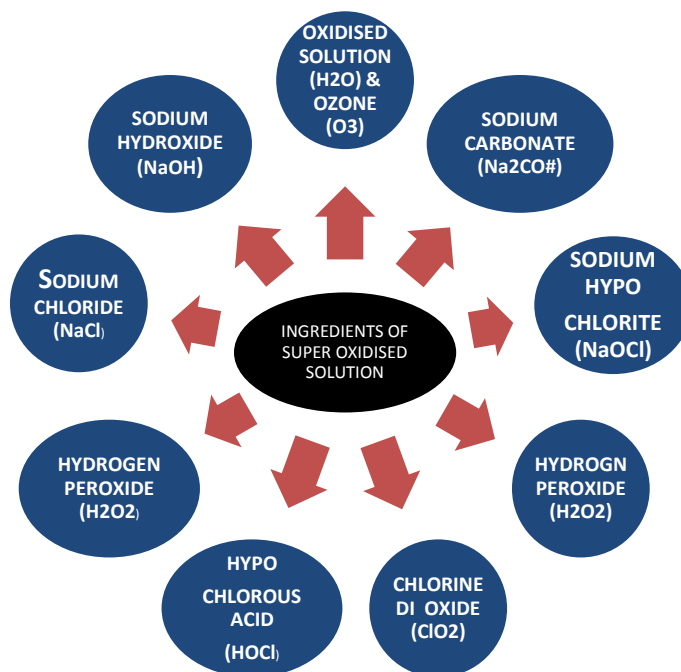 OXIDISED
SOLUTION
(H2O) &
OZONE
(O3)
SODIUM
CARBONATE
(Na2CO#)
SODIUM
HYPO
CHLORITE
(NaOCl)
HYDROGN
PEROXIDE
(H2O2)
CHLORINE
DI OXIDE
(ClO2)
HYPO
CHLOROUS
ACID
(HOCl)
HYDROGEN
PEROXIDE
(H2O2)
SODIUM
CHLORIDE
(NaCl)
SODIUM
HYDROXIDE
(NaOH)
INGREDIENTS OF
SUPER OXIDISED
SOLUTION